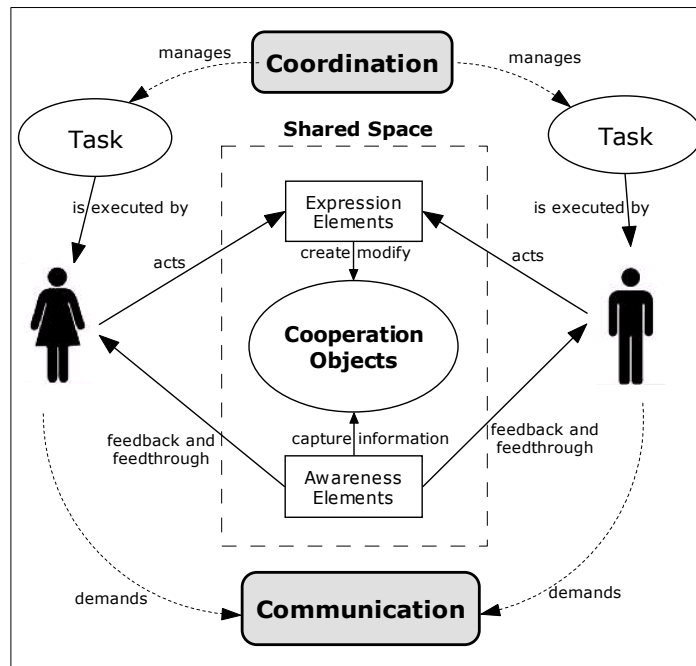 manages
Coordination
manages
Task
Shared Space
Task
is executed by
Expression
Elements
is executed by
acts
create modify
acts
Cooperation
Objects
feedback and
feedthrough
capture information
feedback and
feedthrough
Awareness
Elements
demands
Communication
demands